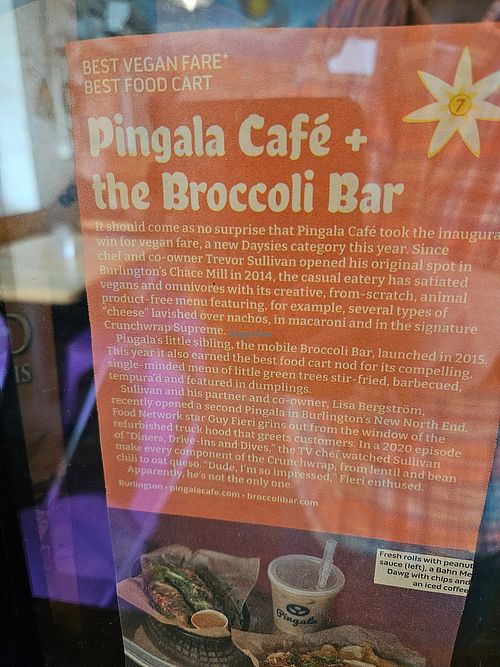 BEST VEGAN FARE*
BEST FOOD CART
7
Pingala Café +
the Broccoli Bar
It should come as no surprise that Pingala Café took the inaugura
win for vegan fare, a new Daysies category this year. Since
chef and co-owner Trevor Sullivan opened his original spot in
Burlington's Chace Mill in 2014, the casual eatery has satiated
vegans and omnivores with its creative, from-scratch, animal
product-free menu featuring, for example, several types of
"cheese" lavished over nachos, in macaroni and in the signature
Crunchwrap Supreme.
Pingala's little sibling, the mobile Broccoli Bar, launched in 2015.
This year it also earned the best food cart nod for its compelling,
single-minded menu of little green trees stir-fried, barbecued,
tempura'd and featured in dumplings.
Sullivan and his partner and co-owner, Lisa Bergström,
recently opened a second Pingala in Burlington's New North End.
Food Network star Guy Fieri grins out from the window of the
refurbished truck hood that greets customers. In a 2020 episode
of "Diners, Drive-Ins and Dives," the TV chef watched Sullivan
make every component of the Crunchwrap, from lentil and bean
chili to oat queso. "Dude, I'm so impressed," Fieri enthused.
Apparently, he's not the only one.
Burlington • pingalacafe.com • broccolibar.com
Fresh rolls with peanut
sauce (left), a Bahn Me
Dawg with chips and
an iced coffee
Pingala